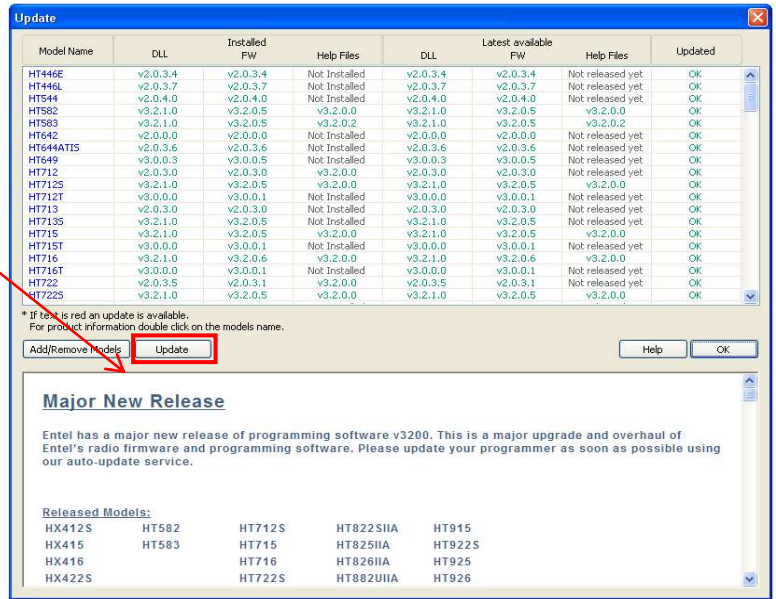 Update
Installed Latest available
Model Name DLL FW Help Files DLL FW Help Files Updated
HT446E v2.0.3.4 v2.0.3.4 Not Installed v2.0.3.4 v2.0.3.4 Not released yet OK
HT446L v2.0.3.7 v2.0.3.7 Not Installed v2.0.3.7 v2.0.3.7 Not released yet OK
HT544 v2.0.4.0 v2.0.4.0 Not Installed v2.0.4.0 v2.0.4.0 Not released yet OK
HT582 v3.2.1.0 v3.2.0.5 v3.2.0.0 v3.2.1.0 v3.2.0.5 v3.2.0.0 OK
HT583 v3.2.1.0 v3.2.0.5 v3.2.0.2 v3.2.1.0 v3.2.0.5 v3.2.0.2 OK
HT642 v2.0.0.0 v2.0.0.0 Not Installed v2.0.0.0 v2.0.0.0 Not released yet OK
HT644ATIS v2.0.3.6 v2.0.3.6 Not Installed v2.0.3.6 v2.0.3.6 Not released yet OK
HT649 v3.0.0.3 v3.0.0.5 Not Installed v3.0.0.3 v3.0.0.5 Not released yet OK
HT712 v2.0.3.0 v2.0.3.0 v3.2.0.0 v2.0.3.0 v2.0.3.0 Not released yet OK
HT712S v3.2.1.0 v3.2.0.5 v3.2.0.0 v3.2.1.0 v3.2.0.5 v3.2.0.0 OK
HT712T v3.0.0.0 v3.0.0.1 Not Installed v3.0.0.0 v3.0.0.1 Not released yet OK
HT713 v2.0.3.0 v2.0.3.0 Not Installed v2.0.3.0 v2.0.3.0 Not released yet OK
HT713S v3.2.1.0 v3.2.0.5 Not Installed v3.2.1.0 v3.2.0.5 Not released yet OK
HT715 v3.2.1.0 v3.2.0.5 v3.2.0.0 v3.2.1.0 v3.2.0.5 v3.2.0.0 OK
HT715T v3.0.0.0 v3.0.0.1 Not Installed v3.0.0.0 v3.0.0.1 Not released yet OK
HT716 v3.2.1.0 v3.2.0.6 v3.2.0.0 v3.2.1.0 v3.2.0.6 v3.2.0.0 OK
HT716T v3.0.0.0 v3.0.0.1 Not Installed v3.0.0.0 v3.0.0.1 Not released yet OK
HT722 v2.0.3.5 v2.0.3.1 v3.2.0.0 v2.0.3.5 v2.0.3.1 Not released yet OK
HT722S v3.2.1.0 v3.2.0.5 v3.2.0.0 v3.2.1.0 v3.2.0.5 v3.2.0.0 OK
* If text is red an update is available.
For product information double click on the models name.
Add/Remove Models Update Help OK
Major New Release
Entel has a major new release of programming software v3200. This is a major upgrade and overhaul of
Entel's radio firmware and programming software. Please update your programmer as soon as possible using
our auto-update service.
Released Models:
HX412S HT582 HT712S HT822SIIA HT915
HX415 HT583 HT715 HT825IIA HT922S
HX416 HT716 HT826IIA HT925
HX422S HT722S HT882UIIA HT926